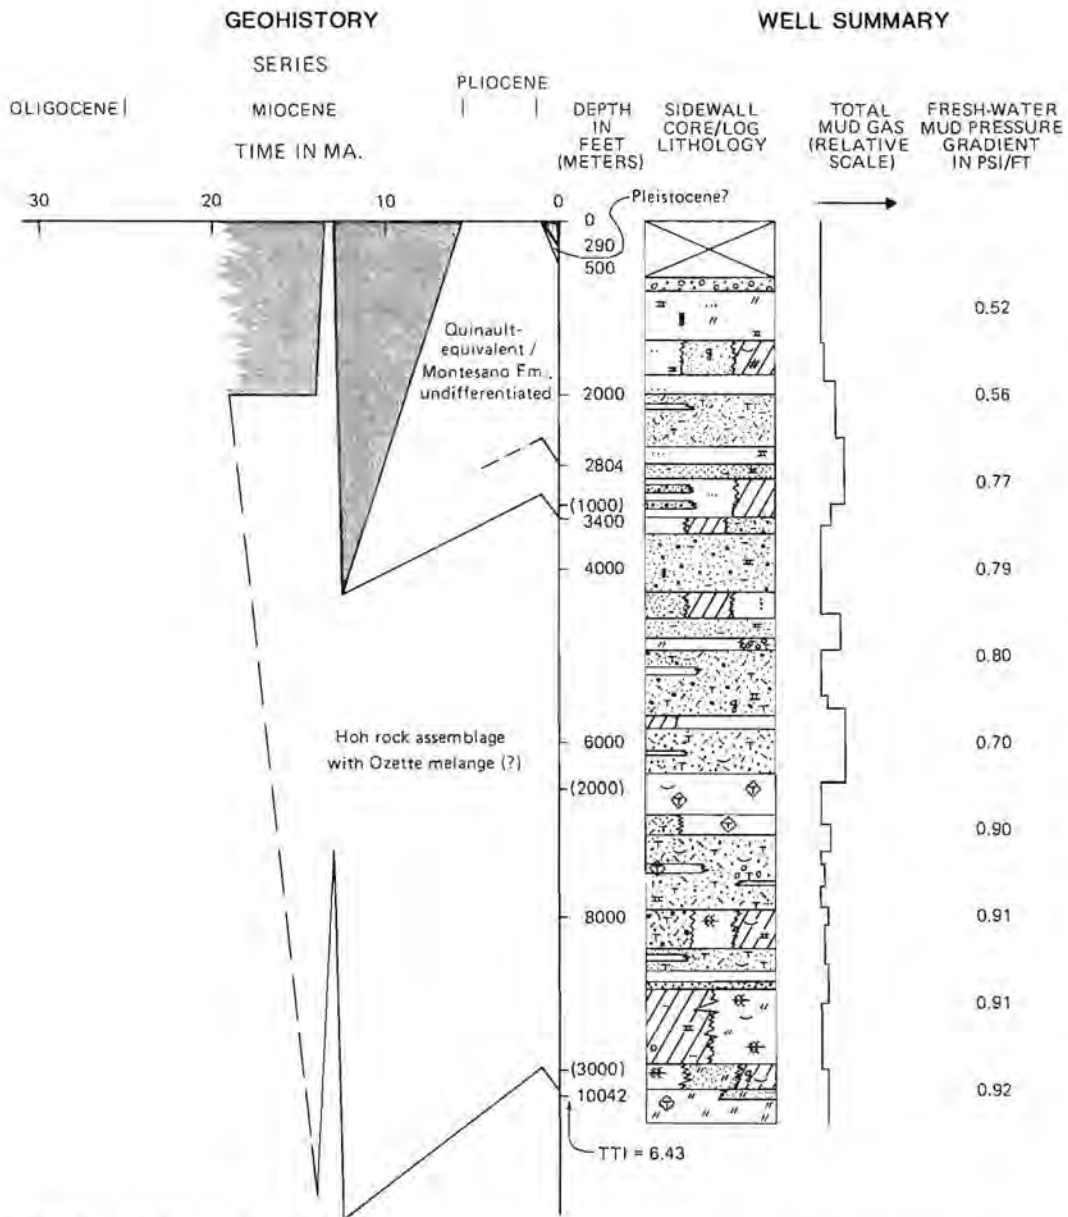 GEOHISTORY
WELL SUMMARY
SERIES
OLIGOCENE
MIOCENE
PLIOCENE
TIME IN MA.
DEPTH
IN
FEET
(METERS)
SIDEWALL
CORE/LOG
LITHOLOGY
TOTAL
MUD GAS
(RELATIVE
SCALE)
FRESH-WATER
MUD PRESSURE
GRADIENT
IN PSI/FT
30
20
10
0
Pleistocene?
0
290
500
2000
2804
(1000)
3400
4000
6000
(2000)
8000
(3000)
10042
Quinault-
equivalent /
Montesano Fm.
undifferentiated
Hoh rock assemblage
with Ozette melange (?)
TTI = 6.43
0.52
0.56
0.77
0.79
0.80
0.70
0.90
0.91
0.91
0.92